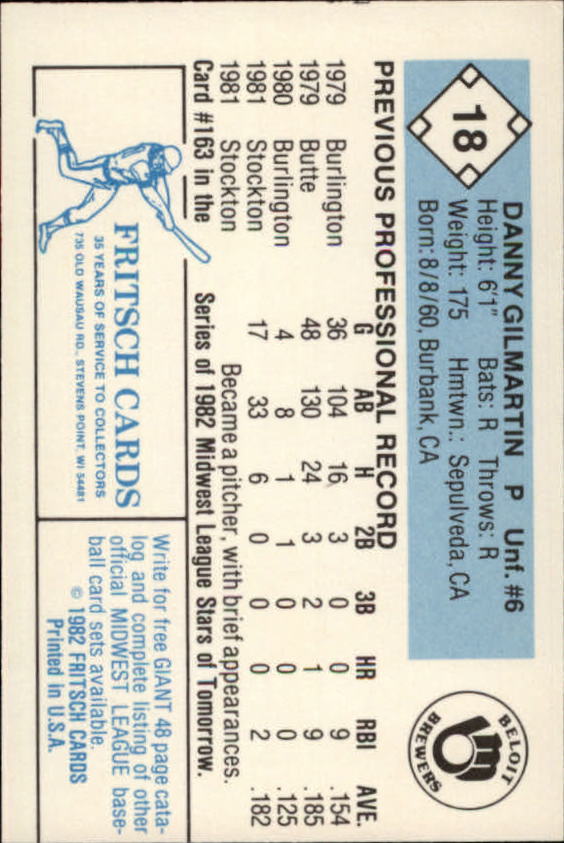 18
DANNY GILMARTIN P Unf. #6
Height: 6'1" Bats: R Throws: R
Weight: 175 Hmtwn.: Sepulveda, CA
Born: 8/8/60, Burbank, CA
BELOIT
BREWERS
PREVIOUS PROFESSIONAL RECORD
G AB H 2B 3B HR RBI AVE.
1979 Burlington 36 104 16 3 0 0 9 .154
1979 Butte 48 130 24 3 2 1 9 .185
1980 Burlington 4 8 1 1 0 0 0 .125
1981 Stockton 17 33 6 0 0 0 2 .182
1981 Stockton Became a pitcher, with brief appearances.
Card #163 in the Series of 1982 Midwest League Stars of Tomorrow.
FRITSCH CARDS
35 YEARS OF SERVICE TO COLLECTORS
735 OLD WAUSAU RD., STEVENS POINT, WI 54481
Write for free GIANT 48 page cata-
log and complete listing of other
official MIDWEST LEAGUE base-
ball card sets available.
© 1982 FRITSCH CARDS
Printed in U.S.A.